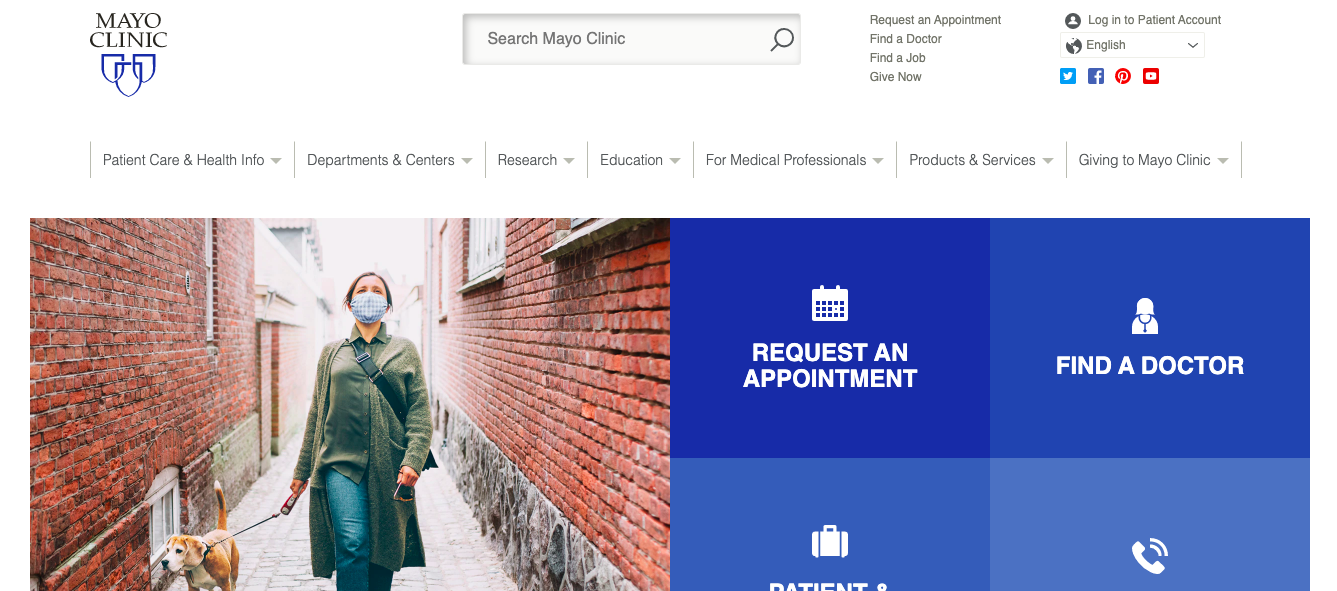 MAYO
CLINIC
Search Mayo Clinic
Request an Appointment
Find a Doctor
Find a Job
Give Now
Log in to Patient Account
English
Patient Care & Health Info
Departments & Centers
Research
Education
For Medical Professionals
Products & Services
Giving to Mayo Clinic
REQUEST AN
APPOINTMENT
FIND A DOCTOR
PATIENT &